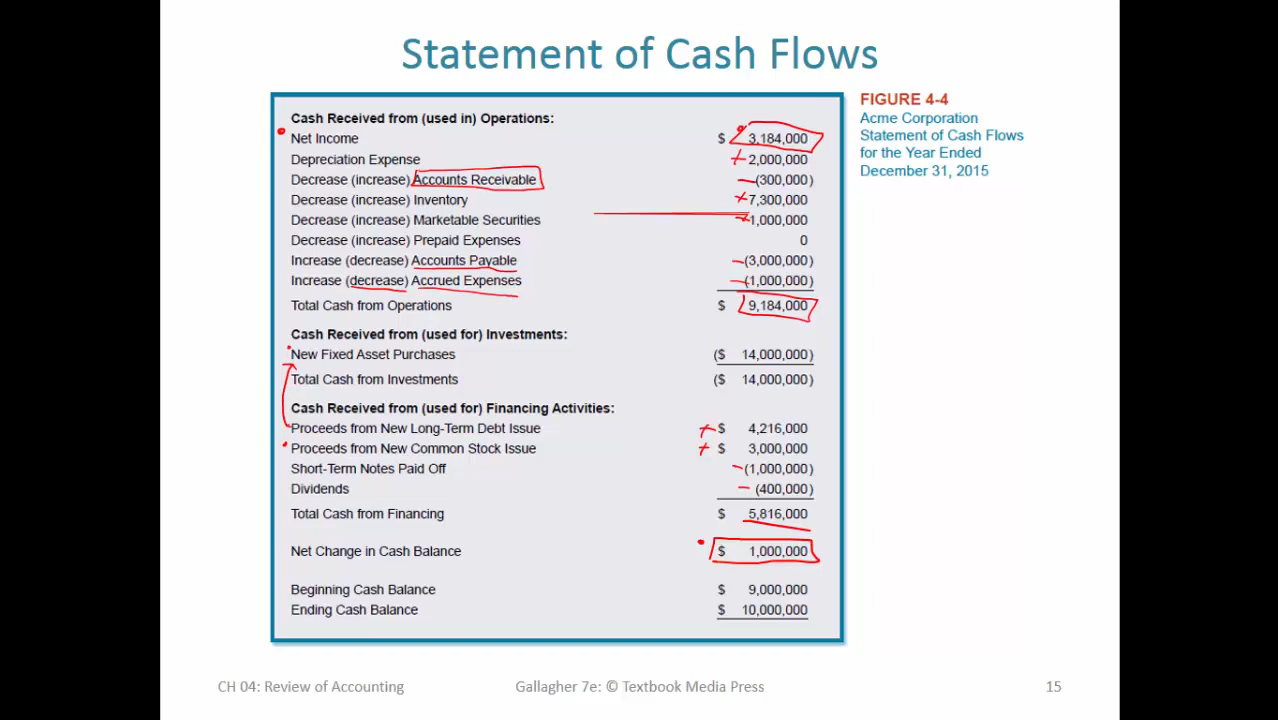 Statement of Cash Flows
Cash Received from (used in) Operations:
Net Income $ 3,184,000
Depreciation Expense 2,000,000
Decrease (increase) Accounts Receivable (300,000)
Decrease (increase) Inventory 7,300,000
Decrease (increase) Marketable Securities 1,000,000
Decrease (increase) Prepaid Expenses 0
Increase (decrease) Accounts Payable (3,000,000)
Increase (decrease) Accrued Expenses (1,000,000)
Total Cash from Operations $ 9,184,000
Cash Received from (used for) Investments:
New Fixed Asset Purchases ($ 14,000,000)
Total Cash from Investments ($ 14,000,000)
Cash Received from (used for) Financing Activities:
Proceeds from New Long-Term Debt Issue $ 4,216,000
Proceeds from New Common Stock Issue $ 3,000,000
Short-Term Notes Paid Off (1,000,000)
Dividends (400,000)
Total Cash from Financing $ 5,816,000
Net Change in Cash Balance $ 1,000,000
Beginning Cash Balance $ 9,000,000
Ending Cash Balance $ 10,000,000
FIGURE 4-4
Acme Corporation
Statement of Cash Flows
for the Year Ended
December 31, 2015
CH 04: Review of Accounting
Gallagher 7e: © Textbook Media Press
15